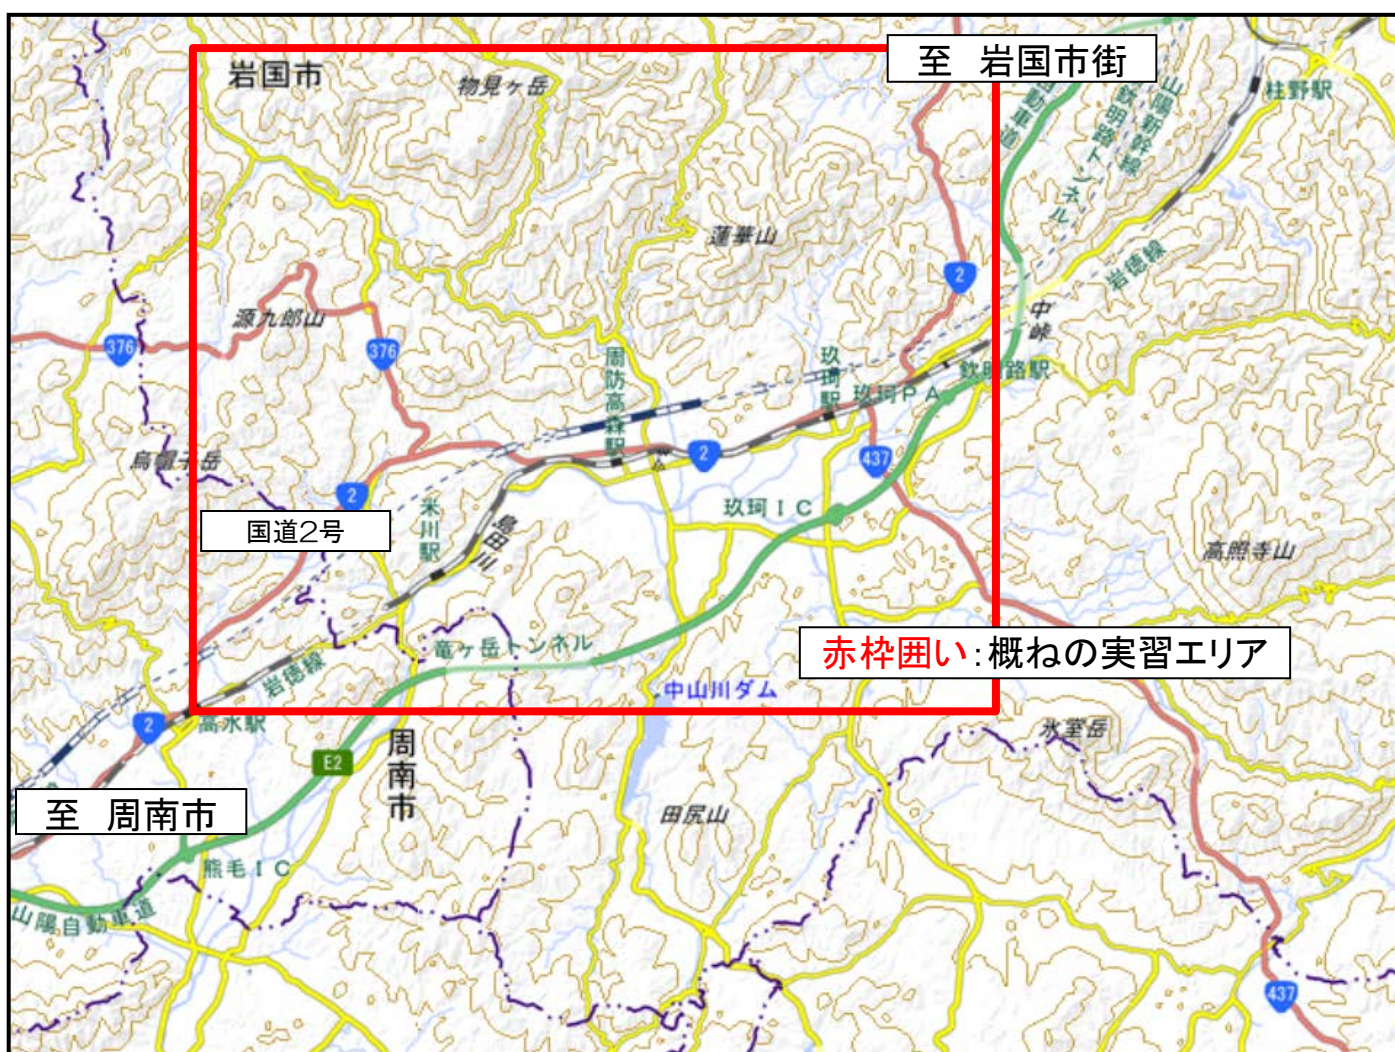 至 岩国市街
岩国市
物見ヶ岳
自動車道
欽明路トンネル
山陽新幹線
柱野駅
蓮華山
2
岩徳線
中峠
源九郎山
376
376
周防高森駅
玖珂駅
玖珂PA
欽明路駅
烏帽子岳
2
2
437
国道2号
米川駅
島田川
玖珂IC
高照寺山
竜ヶ岳トンネル
赤枠囲い:概ねの実習エリア
岩徳線
中山川ダム
2
高水駅
周南市
E2
氷室岳
至 周南市
田尻山
熊毛IC
山陽自動車道
437